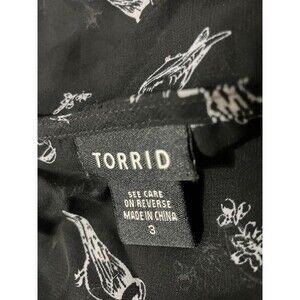 TORRID
SEE CARE
ON REVERSE
MADE IN CHINA
3